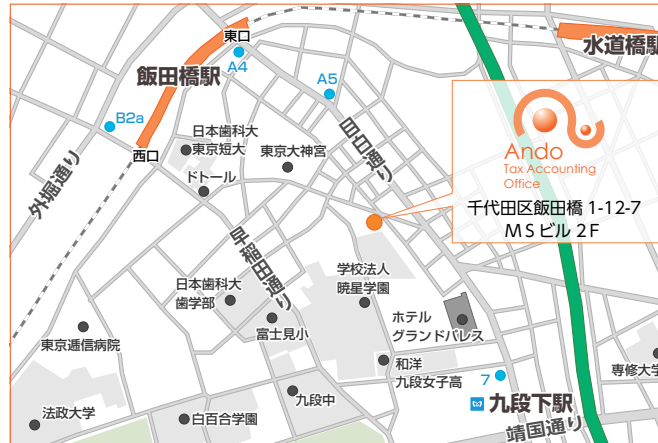 東口
水道橋駅
飯田橋駅
A4
A5
B2a
西口
外堀通り
日本歯科大
東京短大
東京大神宮
目白通り
ドトール
Ando
Tax Accounting
Office
千代田区飯田橋 1-12-7
MSビル 2F
早稲田通り
日本歯科大
歯学部
学校法人
暁星学園
富士見小
ホテル
グランドパレス
東京逓信病院
和洋
九段女子高
7
専修大学
九段中
九段下駅
法政大学
白百合学園
靖国通り